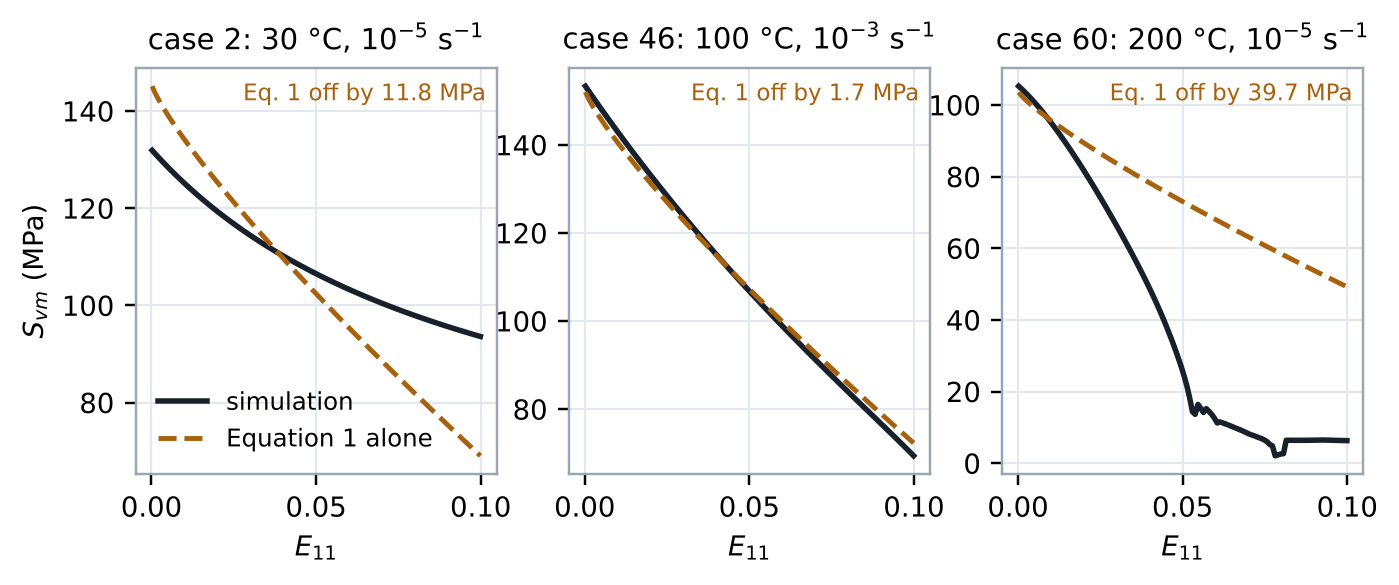 case 2: 30 °C, 10⁻⁵ s⁻¹
case 46: 100 °C, 10⁻³ s⁻¹
case 60: 200 °C, 10⁻⁵ s⁻¹
S_vm (MPa)
140
120
100
80
Eq. 1 off by 11.8 MPa
simulation
Equation 1 alone
0.00
0.05
0.10
E₁₁
140
120
100
80
Eq. 1 off by 1.7 MPa
0.00
0.05
0.10
E₁₁
100
80
60
40
20
0
Eq. 1 off by 39.7 MPa
0.00
0.05
0.10
E₁₁